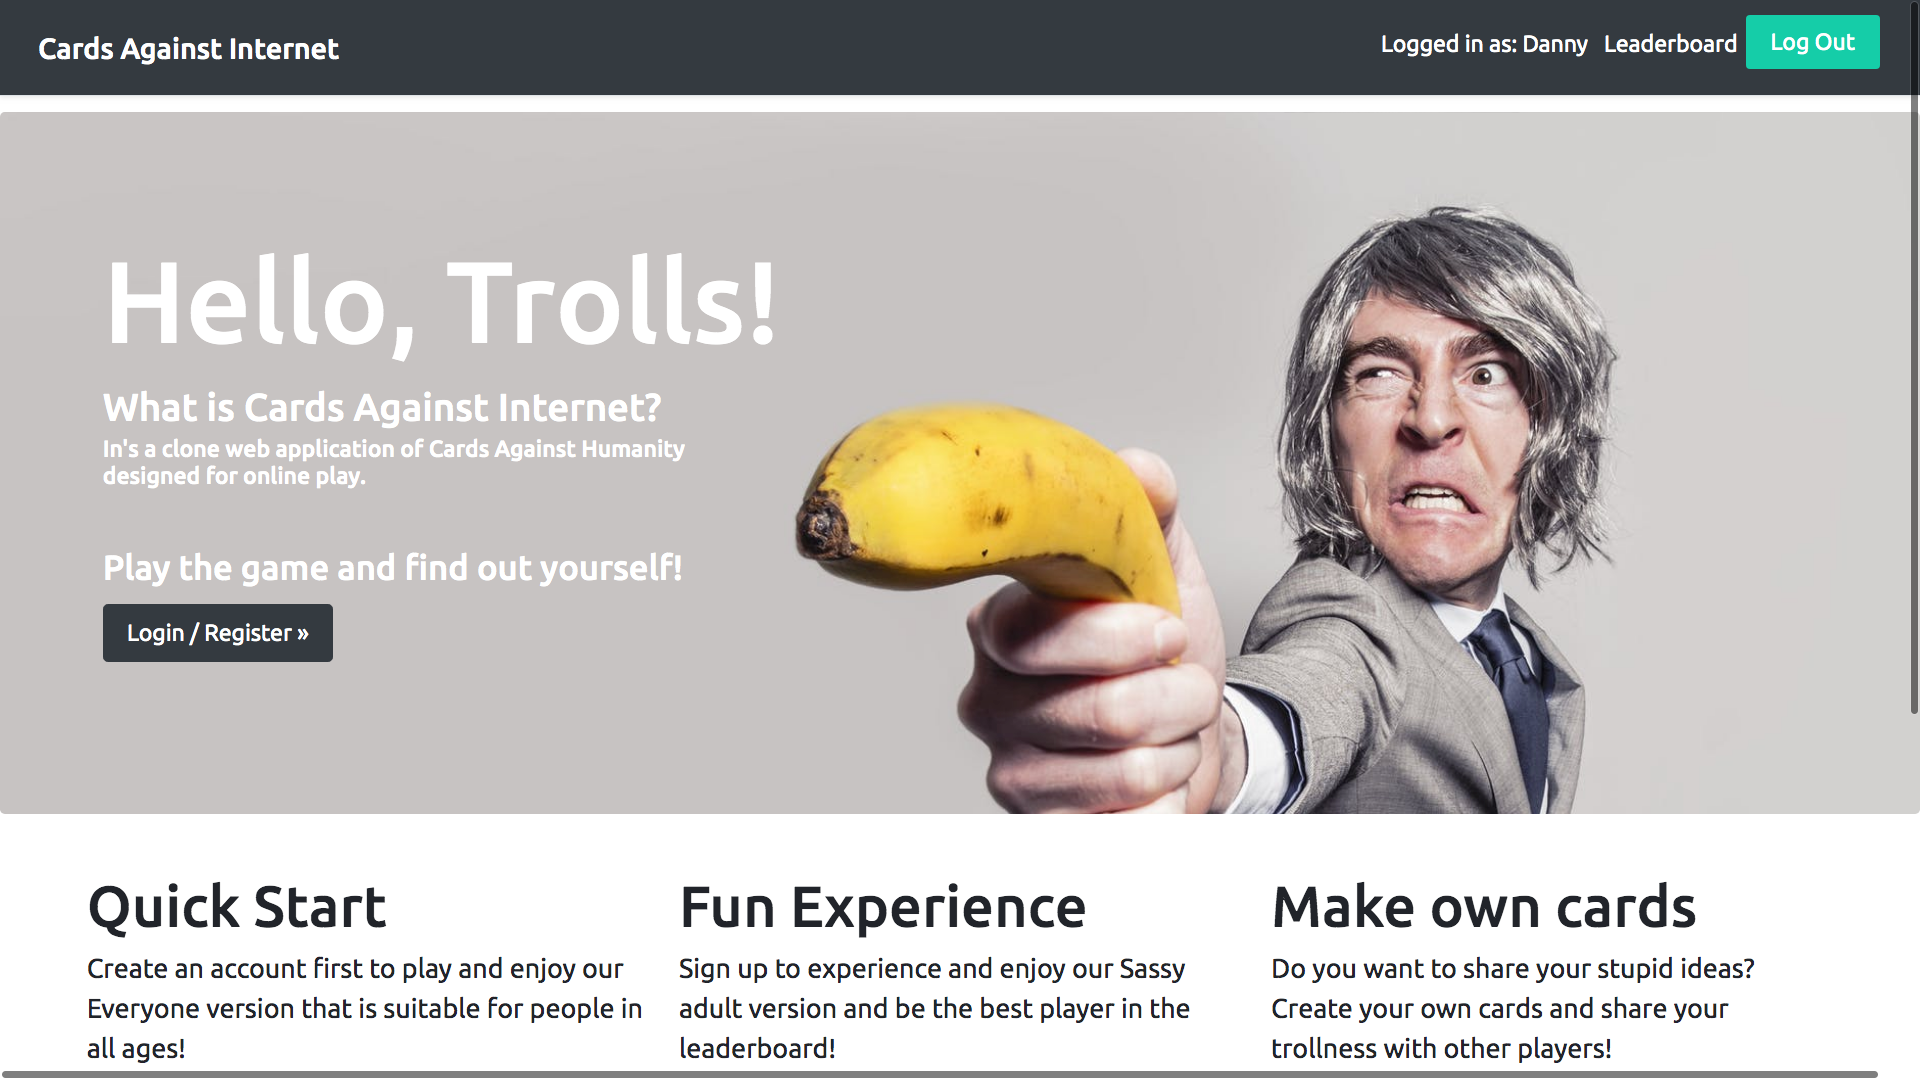 Cards Against Internet
Logged in as: Danny
Leaderboard
Log Out
Hello, Trolls!
What is Cards Against Internet?
In's a clone web application of Cards Against Humanity
designed for online play.
Play the game and find out yourself!
Login / Register »
Quick Start
Create an account first to play and enjoy our
Everyone version that is suitable for people in
all ages!
Fun Experience
Sign up to experience and enjoy our Sassy
adult version and be the best player in the
leaderboard!
Make own cards
Do you want to share your stupid ideas?
Create your own cards and share your
trollness with other players!